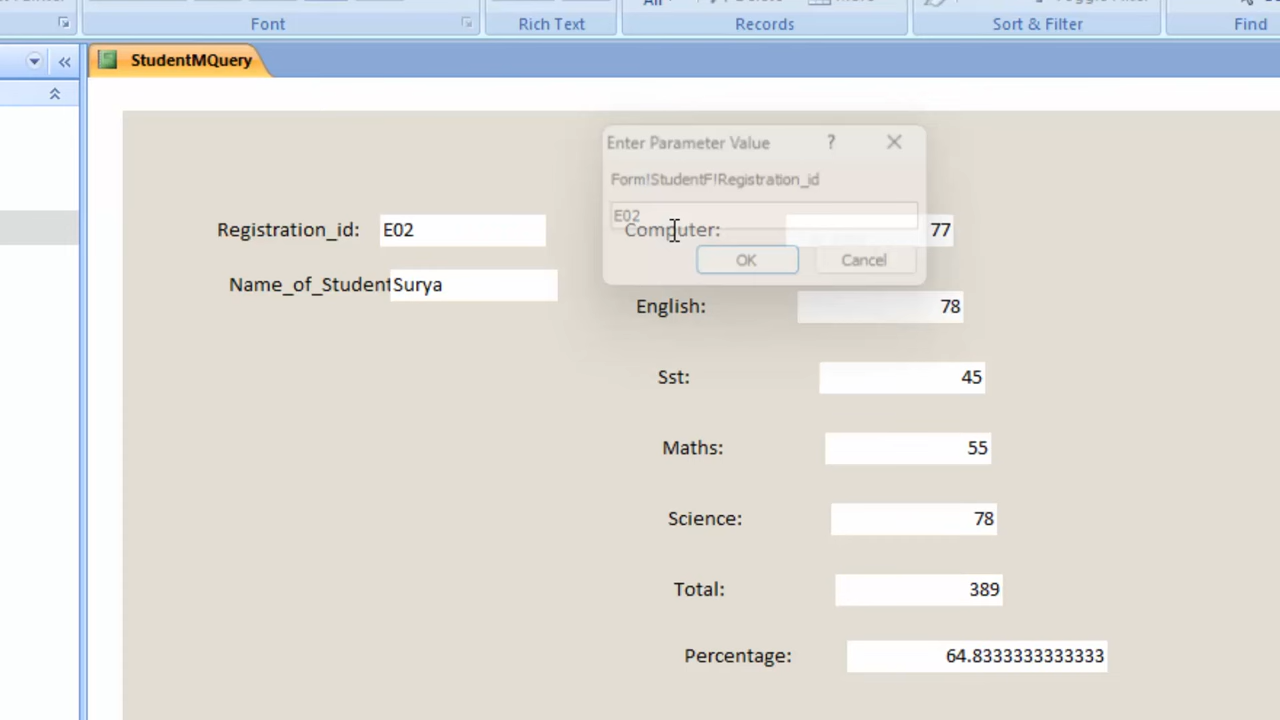 Font
Rich Text
Records
Sort & Filter
Find
StudentMQuery
Enter Parameter Value ?
Form!StudentF!Registration_id
E02
OK Cancel
Registration_id: E02
Computer: 77
Name_of_Student Surya
English: 78
Sst: 45
Maths: 55
Science: 78
Total: 389
Percentage: 64.8333333333333